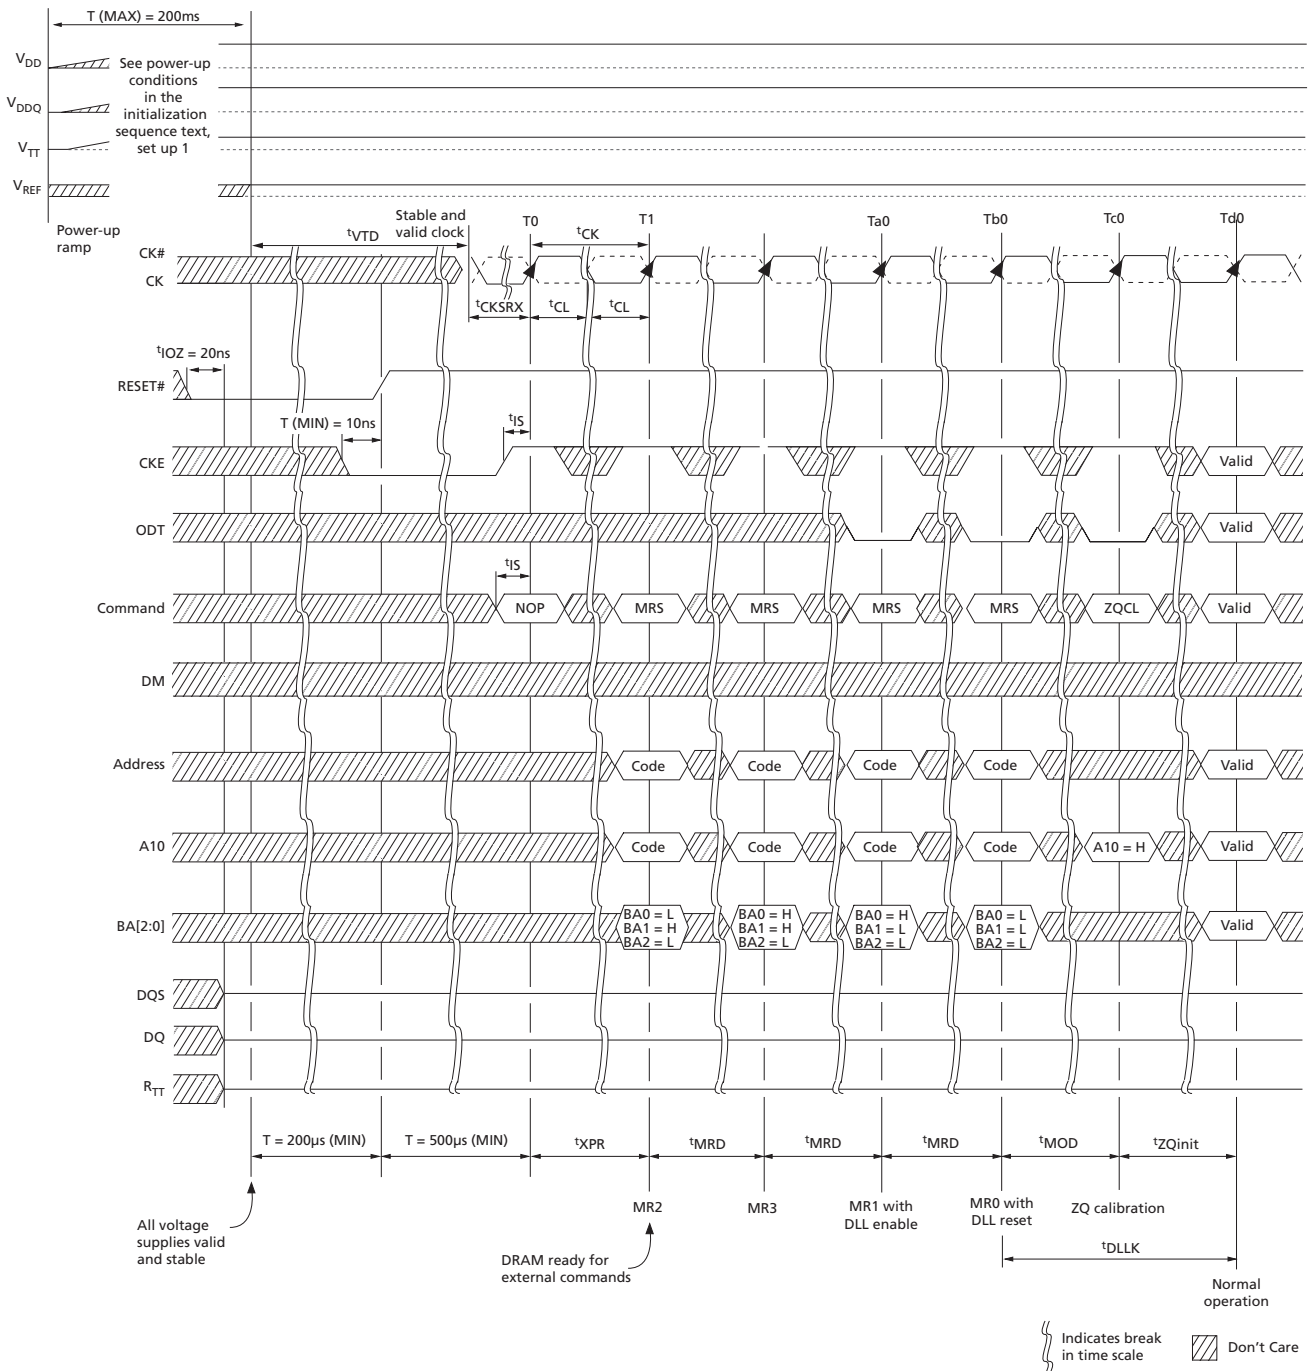 T (MAX) = 200ms
VDD
See power-up
conditions
in the
initialization
sequence text,
set up 1
VDDQ
VTT
VREF
Power-up
ramp
Stable and
valid clock
T0
T1
Ta0
Tb0
Tc0
Td0
tVTD
tCK
CK#
CK
tCKSRX
tCL
tCL
tIOZ = 20ns
RESET#
T (MIN) = 10ns
tIS
CKE
Valid
ODT
Valid
tIS
Command
NOP
MRS
MRS
MRS
MRS
ZQCL
Valid
DM
Address
Code
Code
Code
Code
Valid
A10
Code
Code
Code
Code
A10 = H
Valid
BA[2:0]
BA0 = L
BA1 = H
BA2 = L
BA0 = H
BA1 = H
BA2 = L
BA0 = H
BA1 = L
BA2 = L
BA0 = L
BA1 = L
BA2 = L
Valid
DQS
DQ
RTT
T = 200µs (MIN)
T = 500µs (MIN)
tXPR
tMRD
tMRD
tMRD
tMOD
tZQinit
MR2
MR3
MR1 with
DLL enable
MR0 with
DLL reset
ZQ calibration
All voltage
supplies valid
and stable
DRAM ready for
external commands
tDLLK
Normal
operation
Indicates break
in time scale
Don't Care